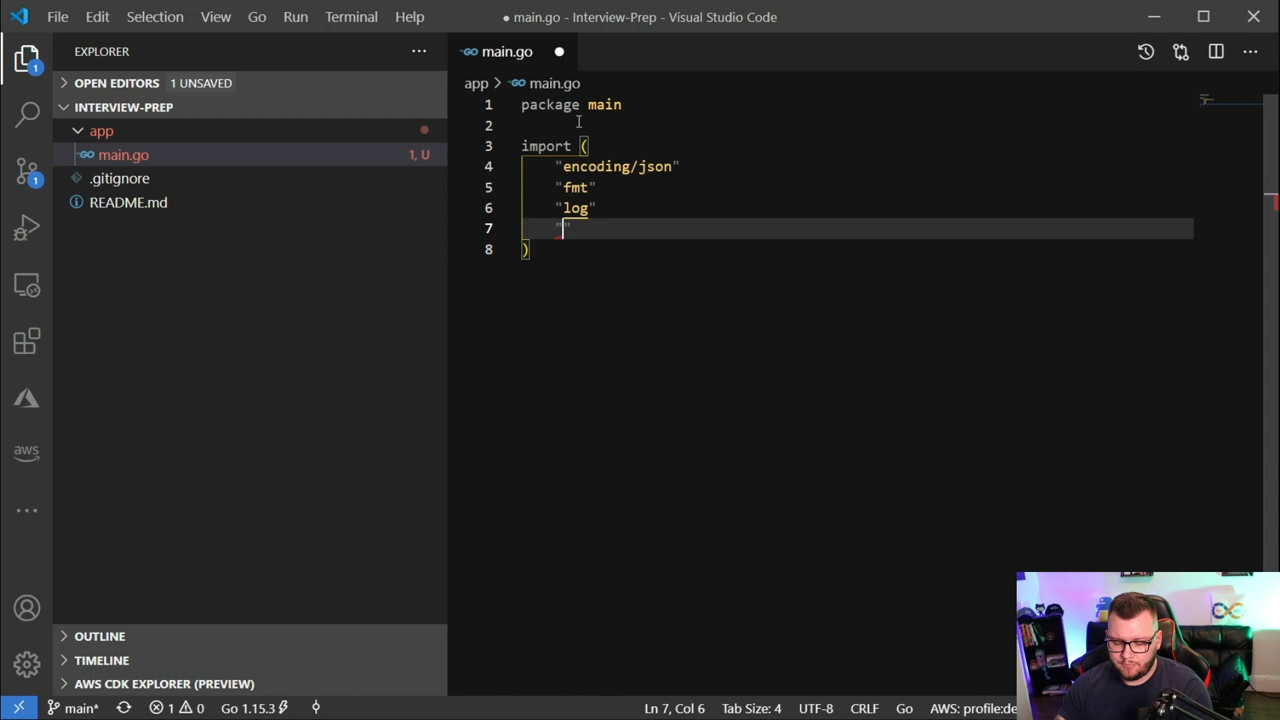 File Edit Selection View Go Run Terminal Help
● main.go - Interview-Prep - Visual Studio Code
EXPLORER
main.go
1
OPEN EDITORS 1 UNSAVED
app > main.go
INTERVIEW-PREP
1 package main
app
2
3 import (
main.go 1, U
4 "encoding/json"
.gitignore
5 "fmt"
1
README.md
6 "log"
7 ""
8 )
aws
OUTLINE
TIMELINE
AWS CDK EXPLORER (PREVIEW)
main* 1 0 Go 1.15.3 Ln 7, Col 6 Tab Size: 4 UTF-8 CRLF Go AWS: profile:de